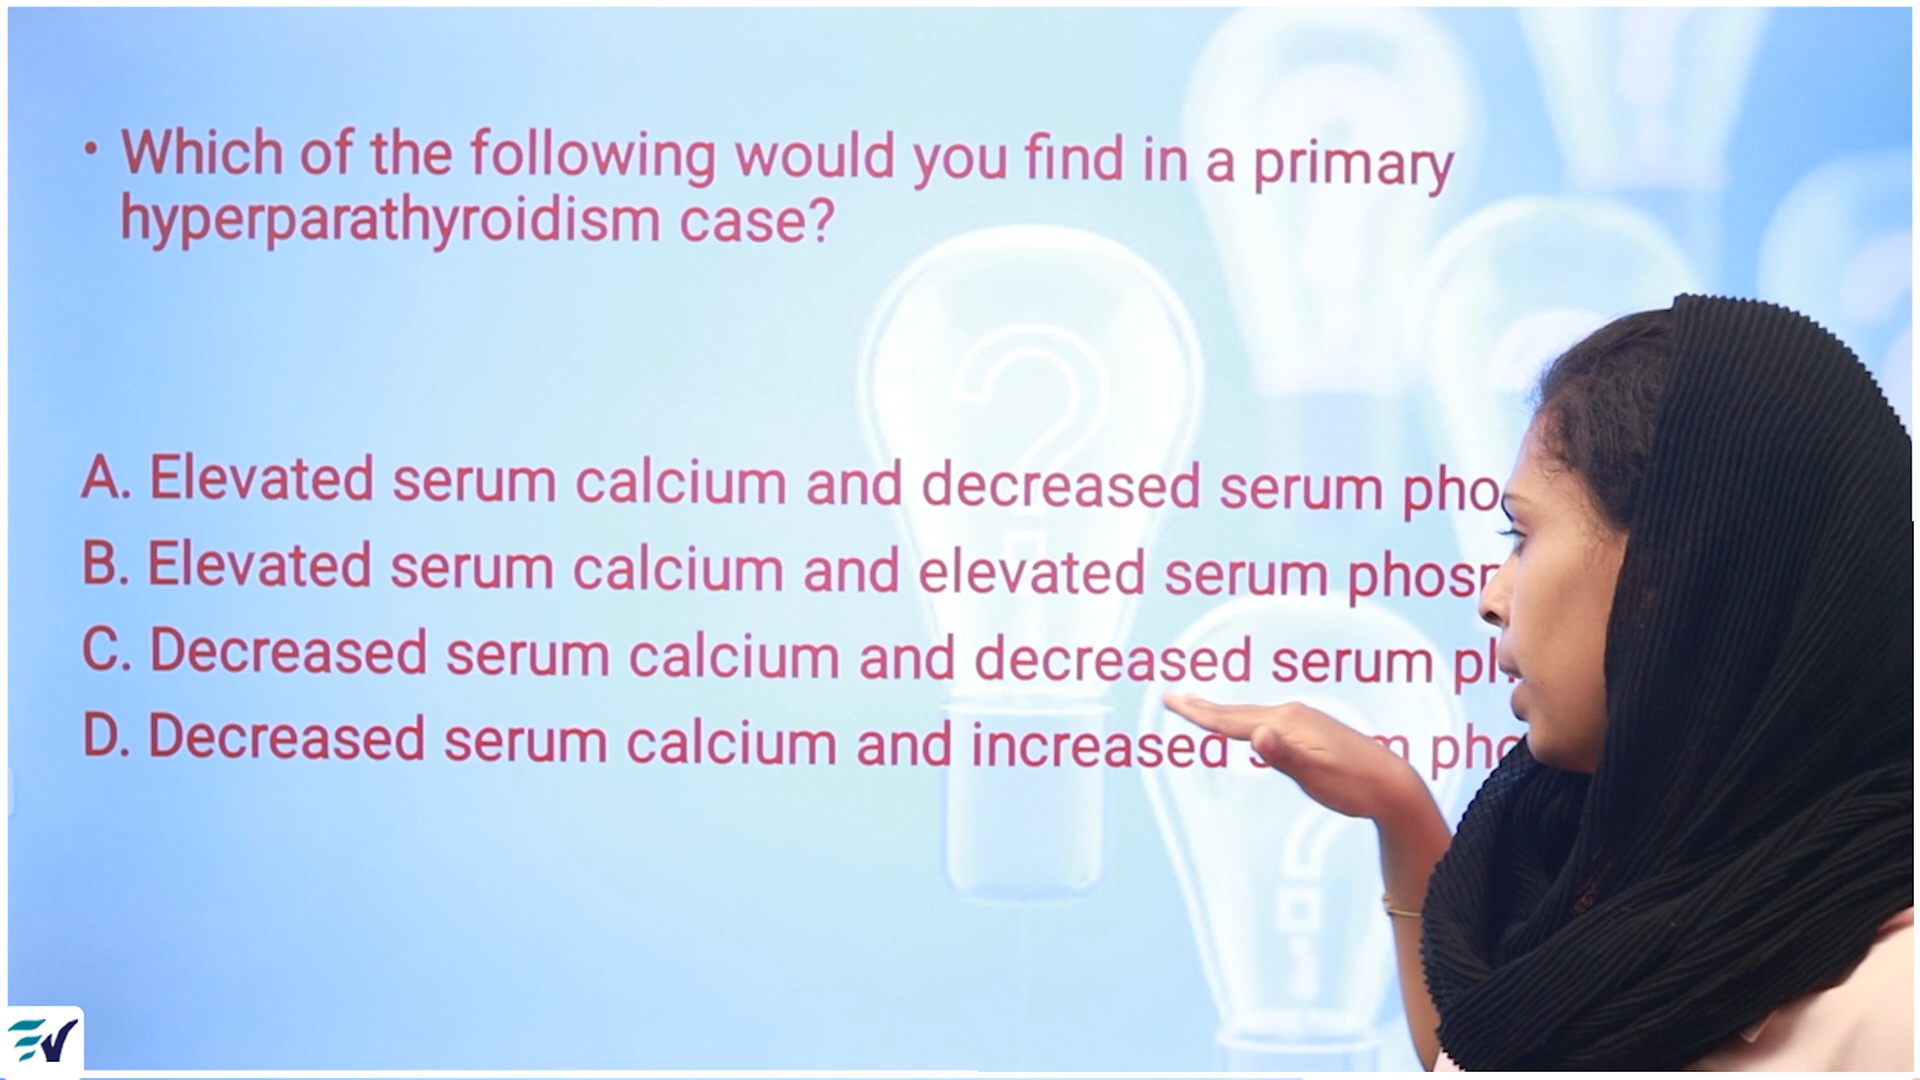 • Which of the following would you find in a primary
hyperparathyroidism case?
A. Elevated serum calcium and decreased serum
B. Elevated serum calcium and elevated serum
C. Decreased serum calcium and decreased serum
D. Decreased serum calcium and increased